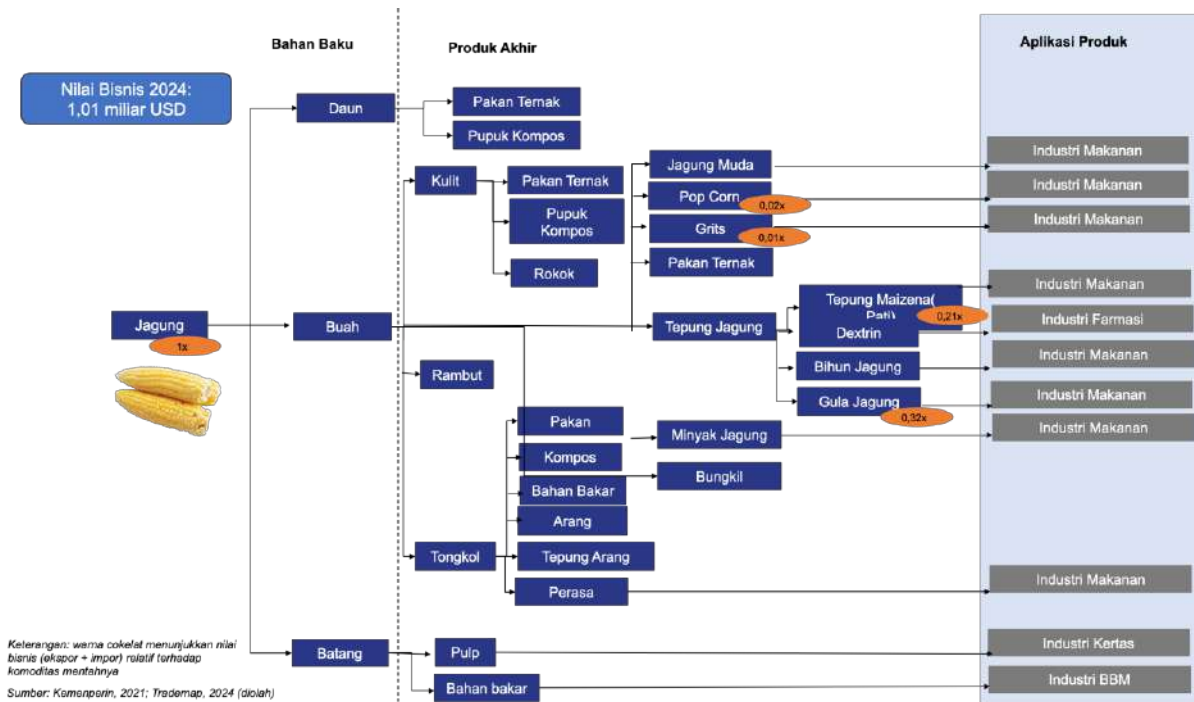 Bahan Baku
Produk Akhir
Aplikasi Produk
Nilai Bisnis 2024:
1,01 miliar USD
Daun
Pakan Ternak
Pupuk Kompos
Kulit
Pakan Ternak
Pupuk
Kompos
Rokok
Jagung Muda
Industri Makanan
Pop Corn
0,02x
Industri Makanan
Grits
0,01x
Industri Makanan
Pakan Ternak
Jagung
1x
Buah
Tepung Jagung
Tepung Maizena(
Pati)
0,21x
Industri Makanan
Dextrin
Industri Farmasi
Bihun Jagung
Industri Makanan
Gula Jagung
0,32x
Industri Makanan
Rambut
Pakan
Kompos
Bahan Bakar
Arang
Minyak Jagung
Industri Makanan
Bungkil
Tongkol
Tepung Arang
Perasa
Industri Makanan
Batang
Pulp
Industri Kertas
Bahan bakar
Industri BBM
Keterangan: warna cokelat menunjukkan nilai
bisnis (ekspor + impor) relatif terhadap
komoditas mentahnya
Sumber: Kemenperin, 2021; Trademap, 2024 (diolah)